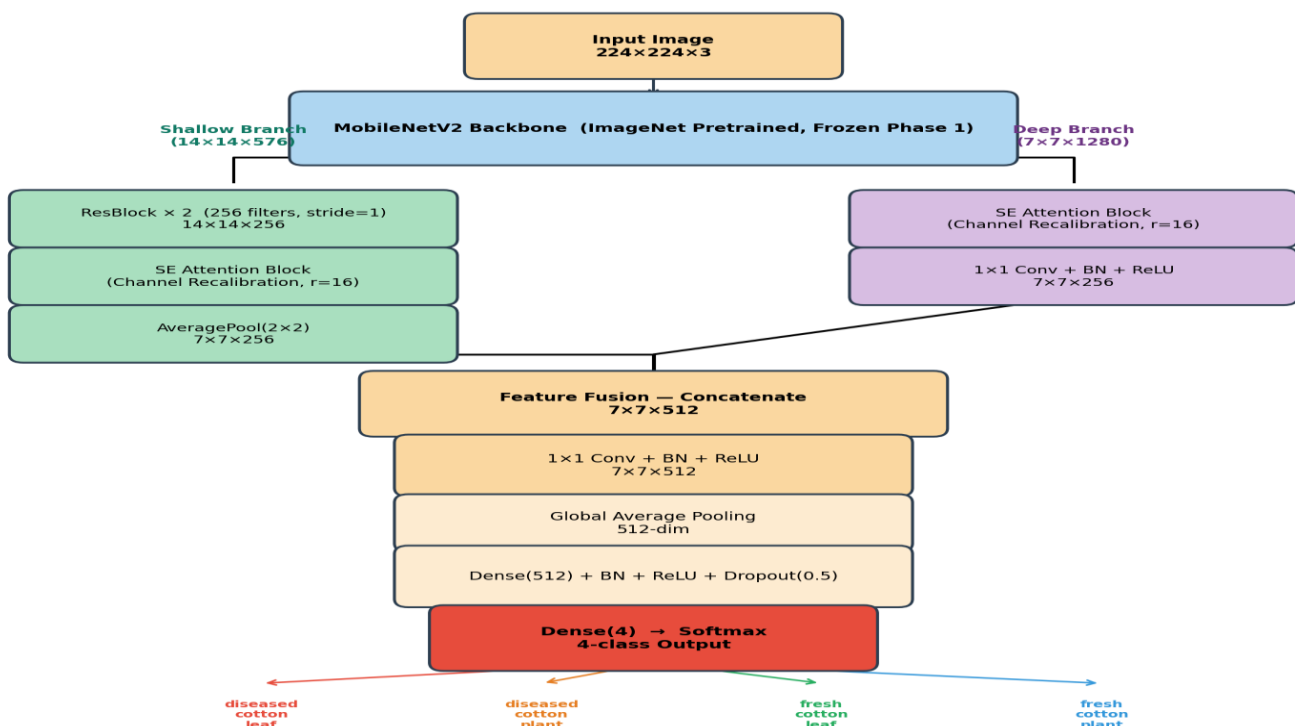 Input Image
224×224×3
MobileNetV2 Backbone (ImageNet Pretrained, Frozen Phase 1)
Shallow Branch
(14×14×576)
Deep Branch
(7×7×1280)
ResBlock × 2 (256 filters, stride=1)
14×14×256
SE Attention Block
(Channel Recalibration, r=16)
AveragePool(2×2)
7×7×256
SE Attention Block
(Channel Recalibration, r=16)
1×1 Conv + BN + ReLU
7×7×256
Feature Fusion — Concatenate
7×7×512
1×1 Conv + BN + ReLU
7×7×512
Global Average Pooling
512-dim
Dense(512) + BN + ReLU + Dropout(0.5)
Dense(4) → Softmax
4-class Output
diseased
cotton
leaf
diseased
cotton
plant
fresh
cotton
leaf
fresh
cotton
plant